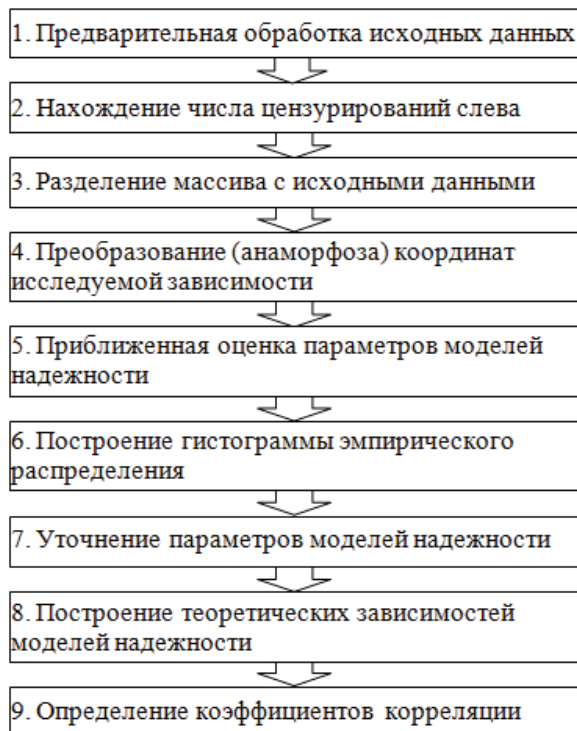 1. Предварительная обработка исходных данных
2. Нахождение числа цензурирований слева
3. Разделение массива с исходными данными
4. Преобразование (анаморфоза) координат
исследуемой зависимости
5. Приближенная оценка параметров моделей
надежности
6. Построение гистограммы эмпирического
распределения
7. Уточнение параметров моделей надежности
8. Построение теоретических зависимостей
моделей надежности
9. Определение коэффициентов корреляции